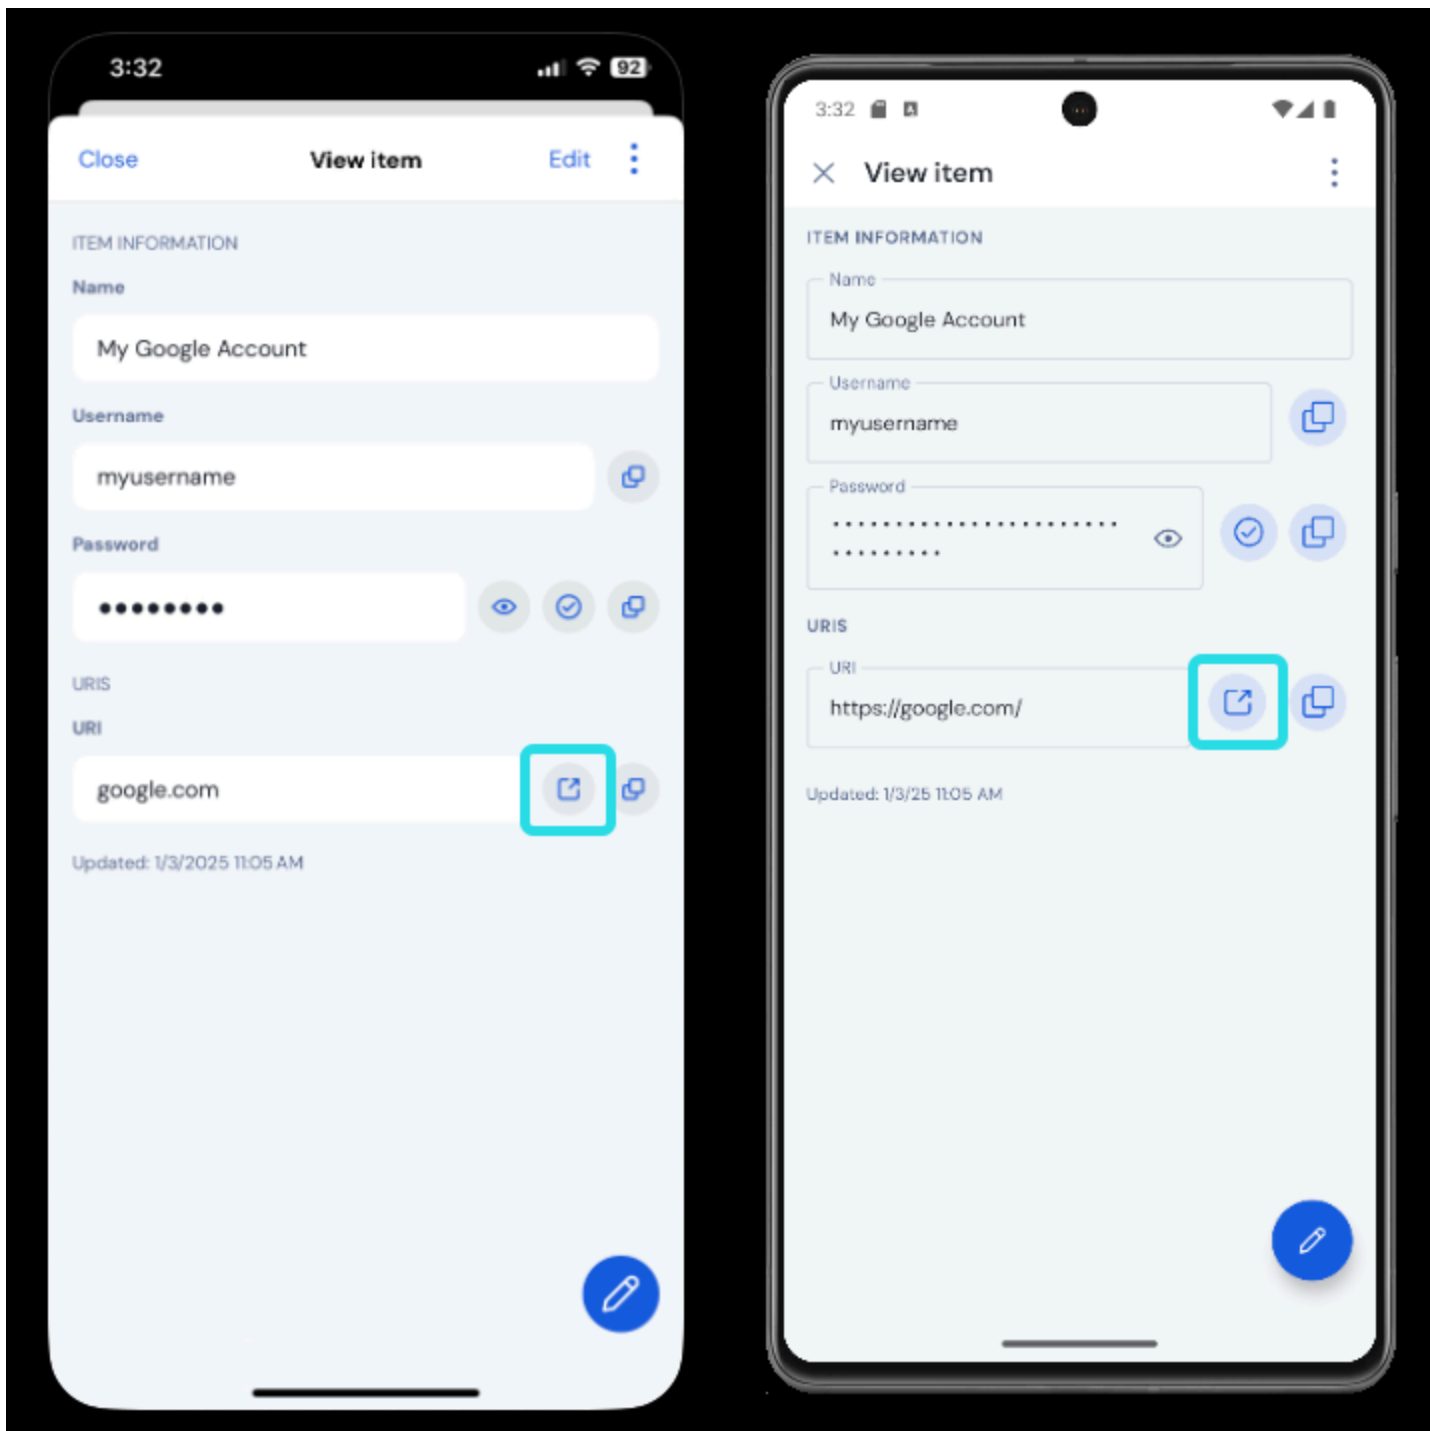 3:32
92
Close
View item
Edit
ITEM INFORMATION
Name
My Google Account
Username
myusername
Password
••••••••
URIS
URI
google.com
Updated: 1/3/2025 11:05 AM
3:32
View item
ITEM INFORMATION
Name
My Google Account
Username
myusername
Password
•••••••••••••••••••••••
•••••••••
URIS
URI
https://google.com/
Updated: 1/3/25 11:05 AM